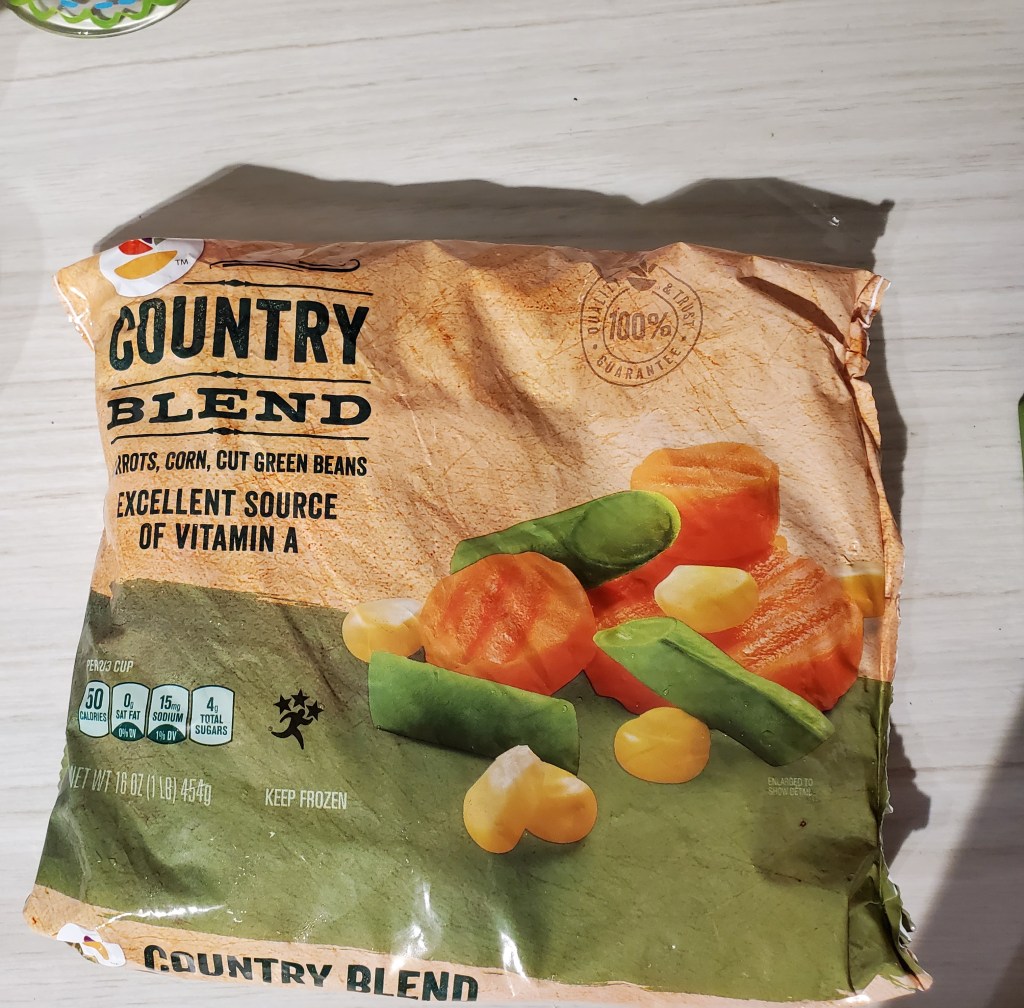 TM
COUNTRY
BLEND
RROTS, CORN, CUT GREEN BEANS
EXCELLENT SOURCE
OF VITAMIN A
QUALITY & TRUST
100%
GUARANTEE
PER 2/3 CUP
50 CALORIES
0g SAT FAT 0% DV
15mg SODIUM 1% DV
4g TOTAL SUGARS
NET WT 16 OZ (1 LB) 454g
KEEP FROZEN
ENLARGED TO
SHOW DETAIL
COUNTRY BLEND